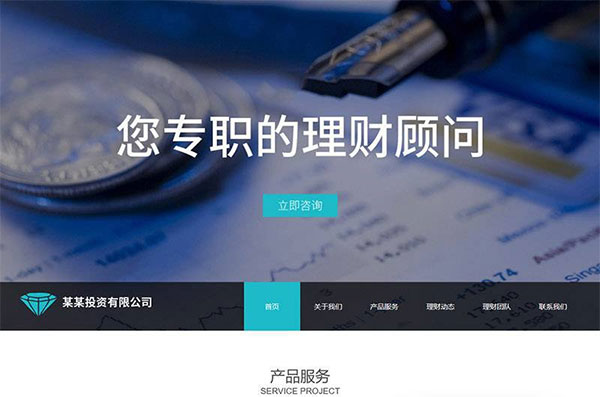 您专职的理财顾问
立即咨询
130.74
某某投资有限公司
首页 关于我们 产品服务 理财动态 理财团队 联系我们
产品服务
SERVICE PROJECT